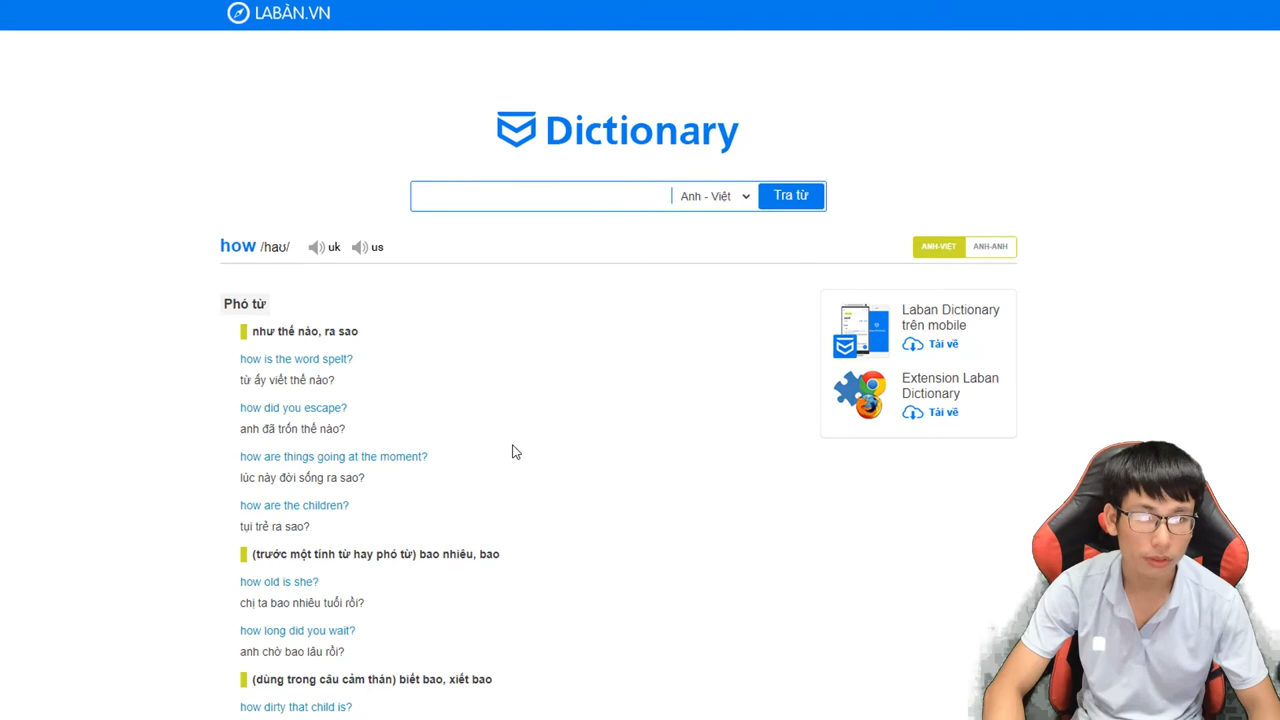 LABÀN.VN
Dictionary
Anh - Việt
Tra từ
how /haʊ/ uk us
ANH-VIỆT ANH-ANH
Phó từ
như thế nào, ra sao
how is the word spelt?
từ ấy viết thế nào?
how did you escape?
anh đã trốn thế nào?
how are things going at the moment?
lúc này đời sống ra sao?
how are the children?
tụi trẻ ra sao?
(trước một tính từ hay phó từ) bao nhiêu, bao
how old is she?
chị ta bao nhiêu tuổi rồi?
how long did you wait?
anh chờ bao lâu rồi?
(dùng trong câu cảm thán) biết bao, xiết bao
how dirty that child is?
Laban Dictionary
trên mobile
Tải về
Extension Laban
Dictionary
Tải về